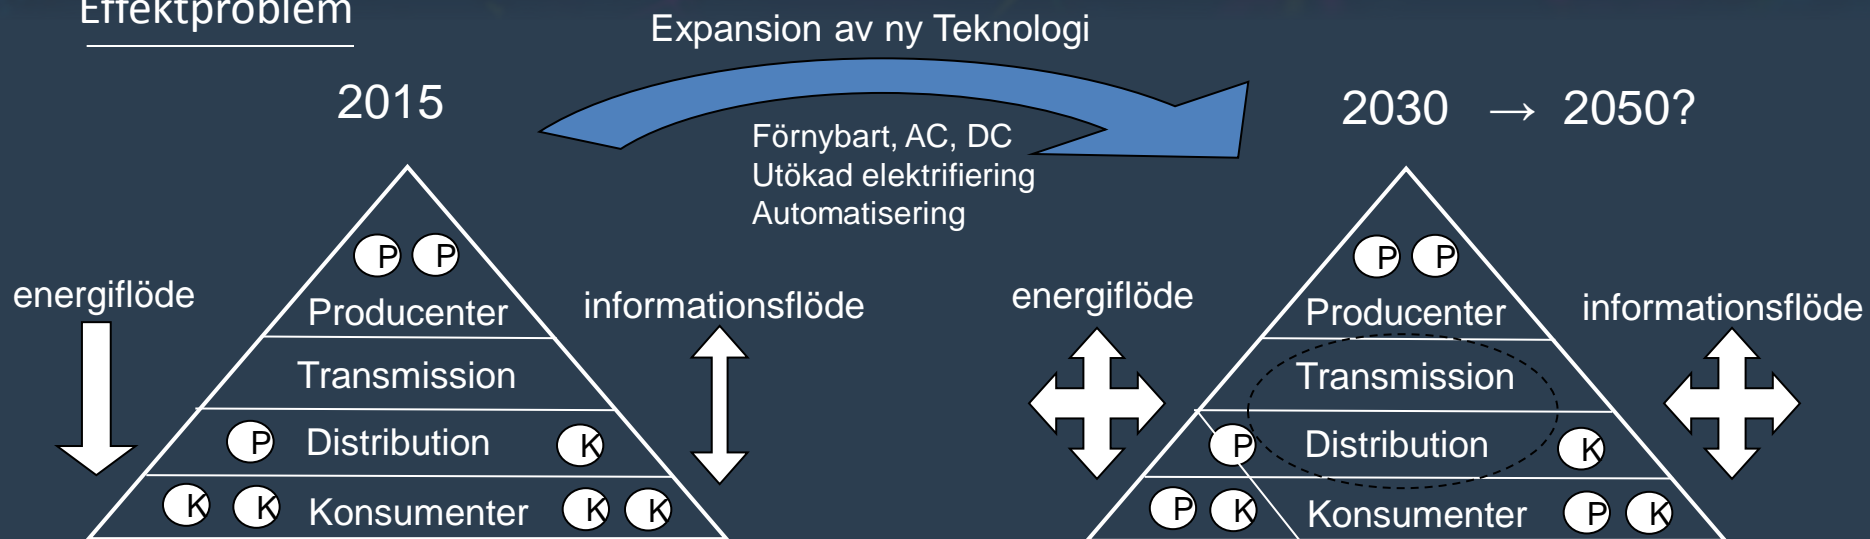 Effektproblem
Expansion av ny Teknologi
2015
2030 → 2050?
Förnybart, AC, DC
Utökad elektrifiering
Automatisering
energiflöde
P P
Producenter
informationsflöde
Transmission
P Distribution K
K K Konsumenter K K
energiflöde
P P
Producenter
informationsflöde
Transmission
P Distribution K
P K Konsumenter P K